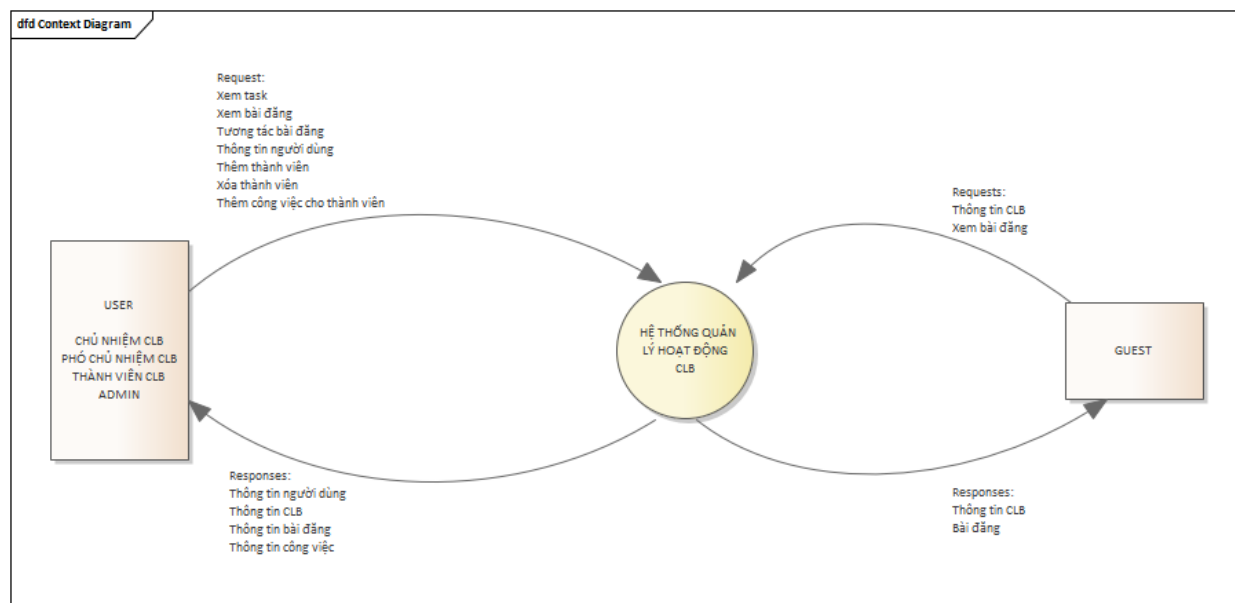 dfd Context Diagram
Request:
Xem task
Xem bài đăng
Tương tác bài đăng
Thông tin người dùng
Thêm thành viên
Xóa thành viên
Thêm công việc cho thành viên
Requests:
Thông tin CLB
Xem bài đăng
USER
CHỦ NHIỆM CLB
PHÓ CHỦ NHIỆM CLB
THÀNH VIÊN CLB
ADMIN
HỆ THỐNG QUẢN
LÝ HOẠT ĐỘNG
CLB
GUEST
Responses:
Thông tin người dùng
Thông tin CLB
Thông tin bài đăng
Thông tin công việc
Responses:
Thông tin CLB
Bài đăng